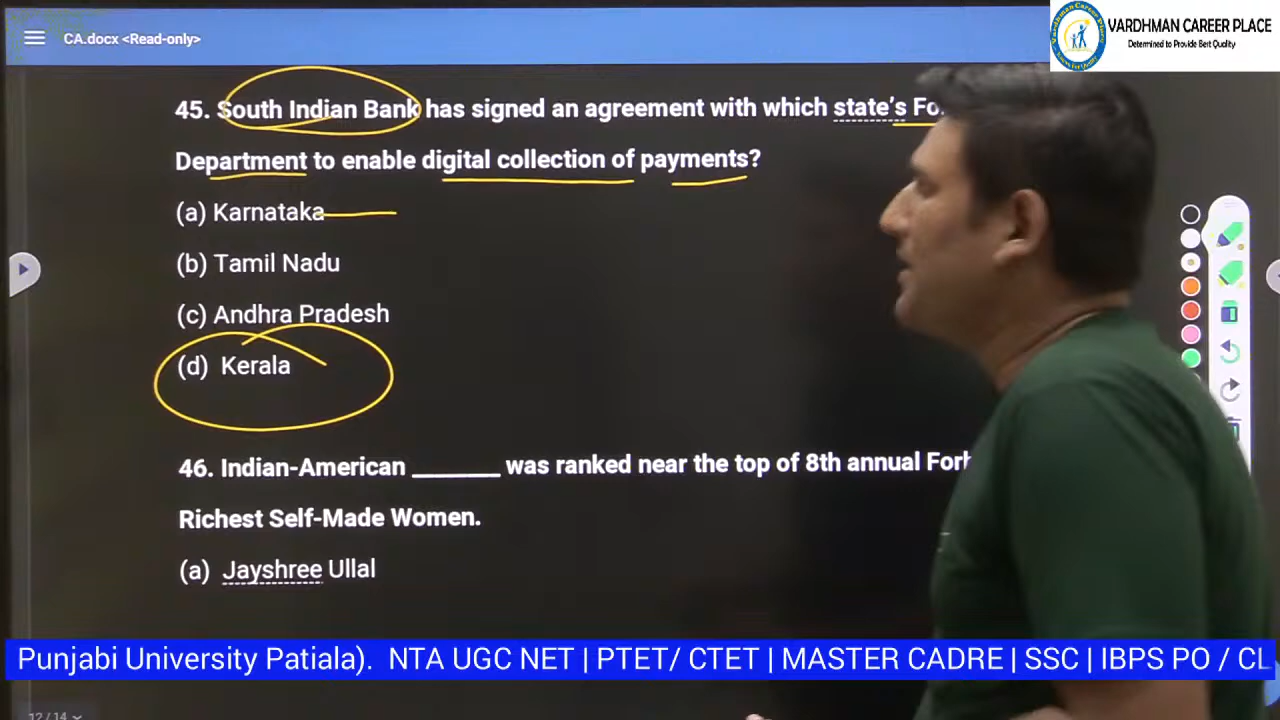 CA.docx <Read-only>
VARDHMAN CAREER PLACE
Determined to Provide Bert Quality
45. South Indian Bank has signed an agreement with which state's
Department to enable digital collection of payments?
(a) Karnataka
(b) Tamil Nadu
(c) Andhra Pradesh
(d) Kerala
46. Indian-American _______ was ranked near the top of 8th annual
Richest Self-Made Women.
(a) Jayshree Ullal
Punjabi University Patiala). NTA UGC NET | PTET/ CTET | MASTER CADRE | SSC | IBPS PO / CL
12 / 14